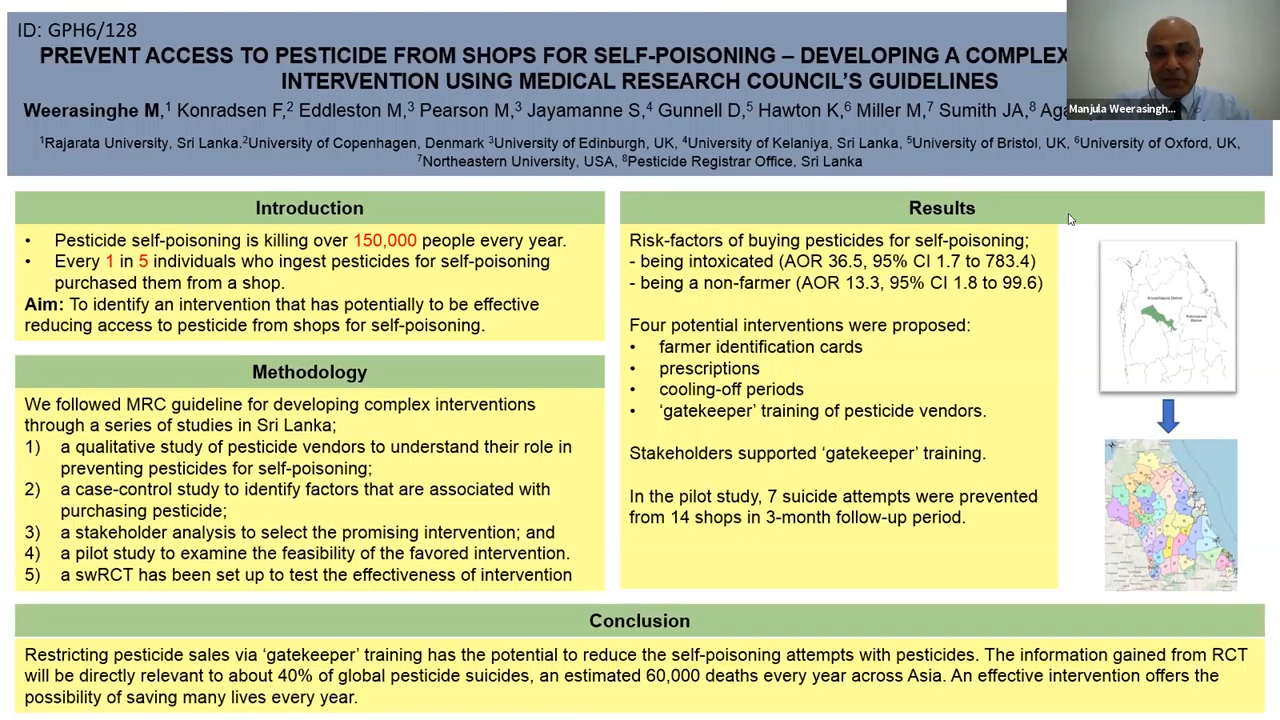 ID: GPH6/128
PREVENT ACCESS TO PESTICIDE FROM SHOPS FOR SELF-POISONING – DEVELOPING A COMPLEX
INTERVENTION USING MEDICAL RESEARCH COUNCIL'S GUIDELINES
Weerasinghe M,¹ Konradsen F,² Eddleston M,³ Pearson M,³ Jayamanne S,⁴ Gunnell D,⁵ Hawton K,⁶ Miller M,⁷ Sumith JA,⁸
Manjula Weerasingh...
¹Rajarata University, Sri Lanka.²University of Copenhagen, Denmark ³University of Edinburgh, UK, ⁴University of Kelaniya, Sri Lanka, ⁵University of Bristol, UK, ⁶University of Oxford, UK,
⁷Northeastern University, USA, ⁸Pesticide Registrar Office, Sri Lanka
Introduction
• Pesticide self-poisoning is killing over 150,000 people every year.
• Every 1 in 5 individuals who ingest pesticides for self-poisoning
purchased them from a shop.
Aim: To identify an intervention that has potentially to be effective
reducing access to pesticide from shops for self-poisoning.
Methodology
We followed MRC guideline for developing complex interventions
through a series of studies in Sri Lanka;
1) a qualitative study of pesticide vendors to understand their role in
preventing pesticides for self-poisoning;
2) a case-control study to identify factors that are associated with
purchasing pesticide;
3) a stakeholder analysis to select the promising intervention; and
4) a pilot study to examine the feasibility of the favored intervention.
5) a swRCT has been set up to test the effectiveness of intervention
Results
Risk-factors of buying pesticides for self-poisoning;
- being intoxicated (AOR 36.5, 95% CI 1.7 to 783.4)
- being a non-farmer (AOR 13.3, 95% CI 1.8 to 99.6)
Four potential interventions were proposed:
• farmer identification cards
• prescriptions
• cooling-off periods
• 'gatekeeper' training of pesticide vendors.
Stakeholders supported 'gatekeeper' training.
In the pilot study, 7 suicide attempts were prevented
from 14 shops in 3-month follow-up period.
Conclusion
Restricting pesticide sales via 'gatekeeper' training has the potential to reduce the self-poisoning attempts with pesticides. The information gained from RCT
will be directly relevant to about 40% of global pesticide suicides, an estimated 60,000 deaths every year across Asia. An effective intervention offers the
possibility of saving many lives every year.